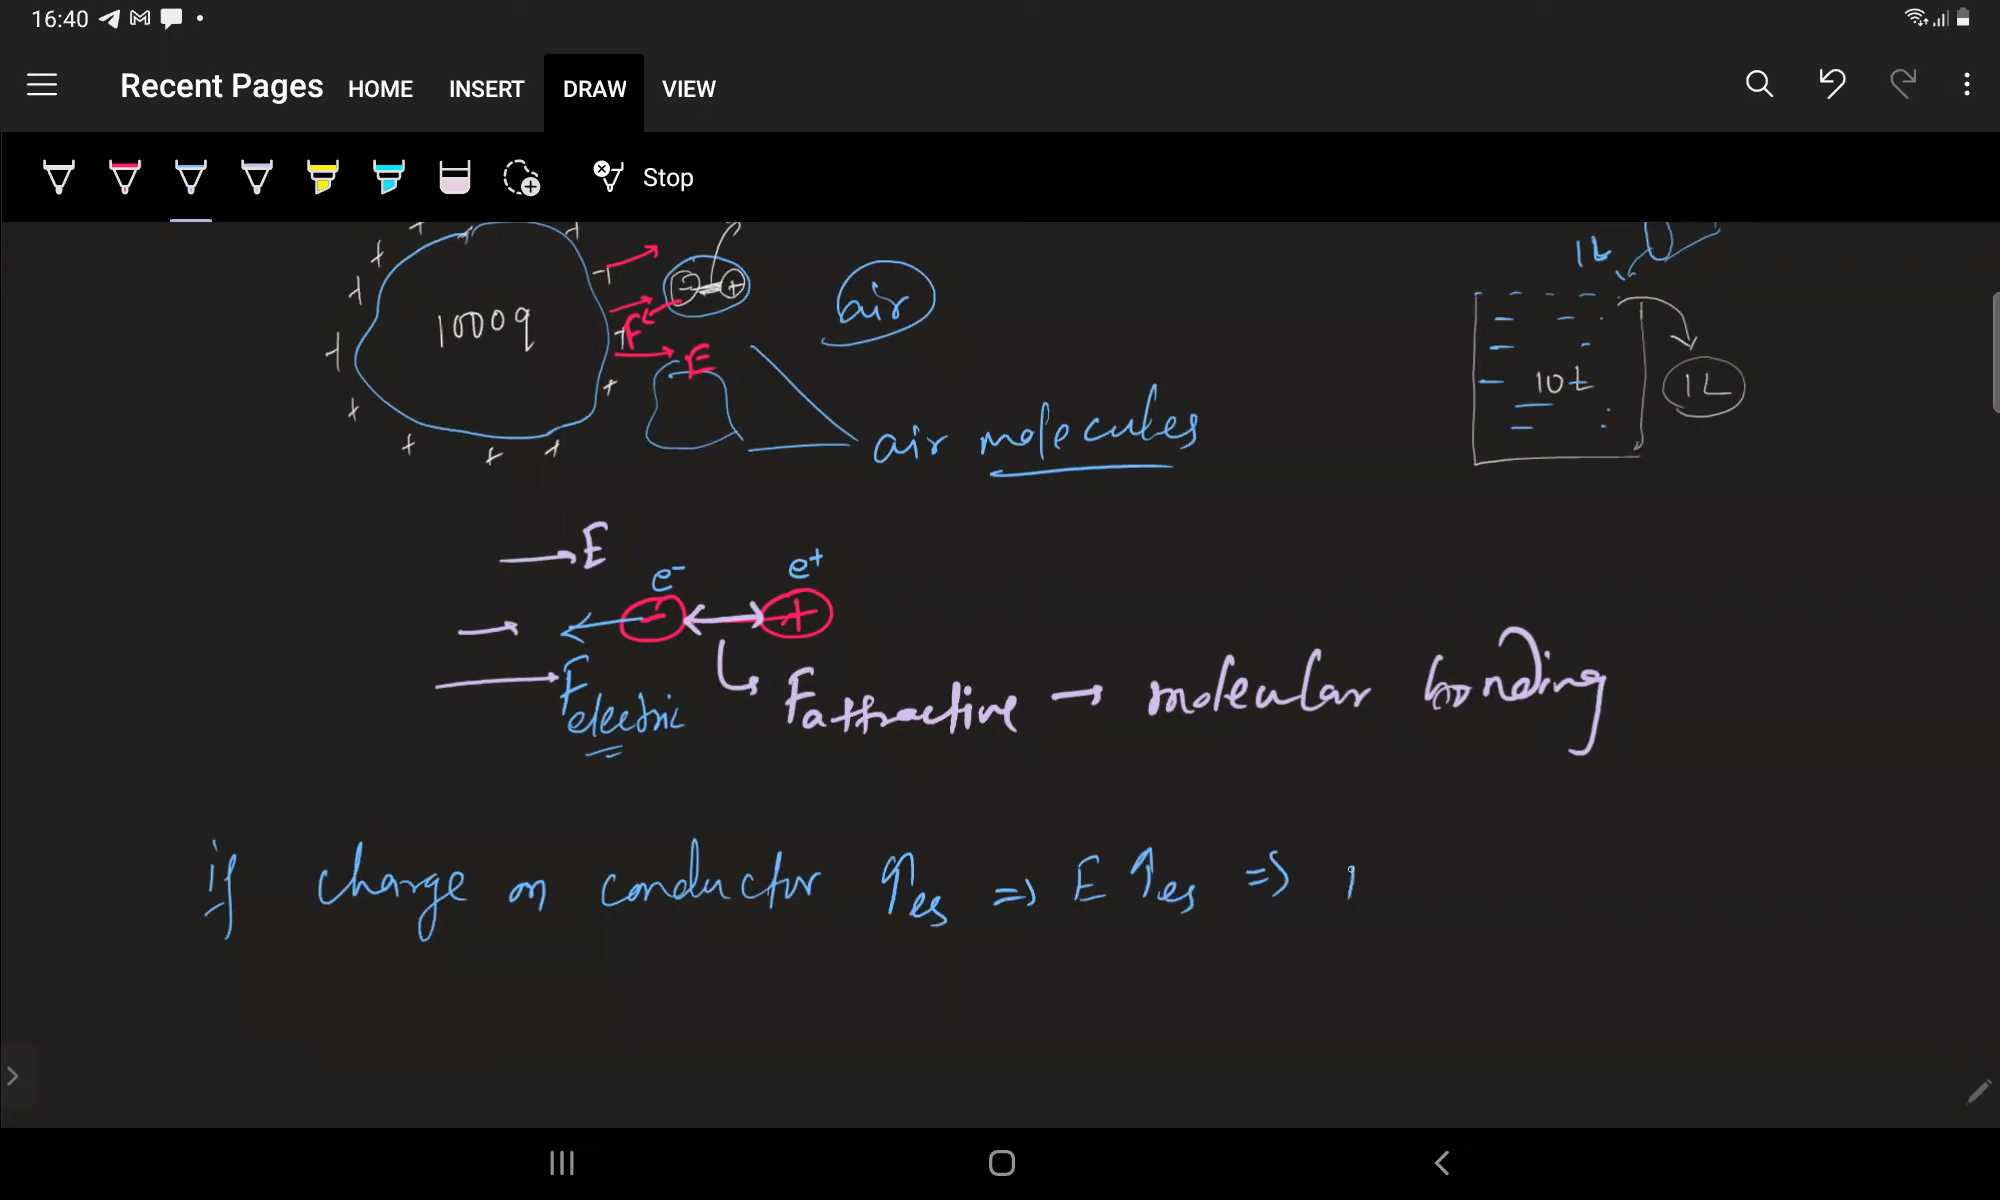 16:40
Recent Pages HOME INSERT DRAW VIEW
Stop
1000q
F
E
air
1L
10L
1L
air molecules
E
e⁻ e⁺
F electric
F attractive → molecular bonding
if charge on conductor ↑es => E ↑es =>